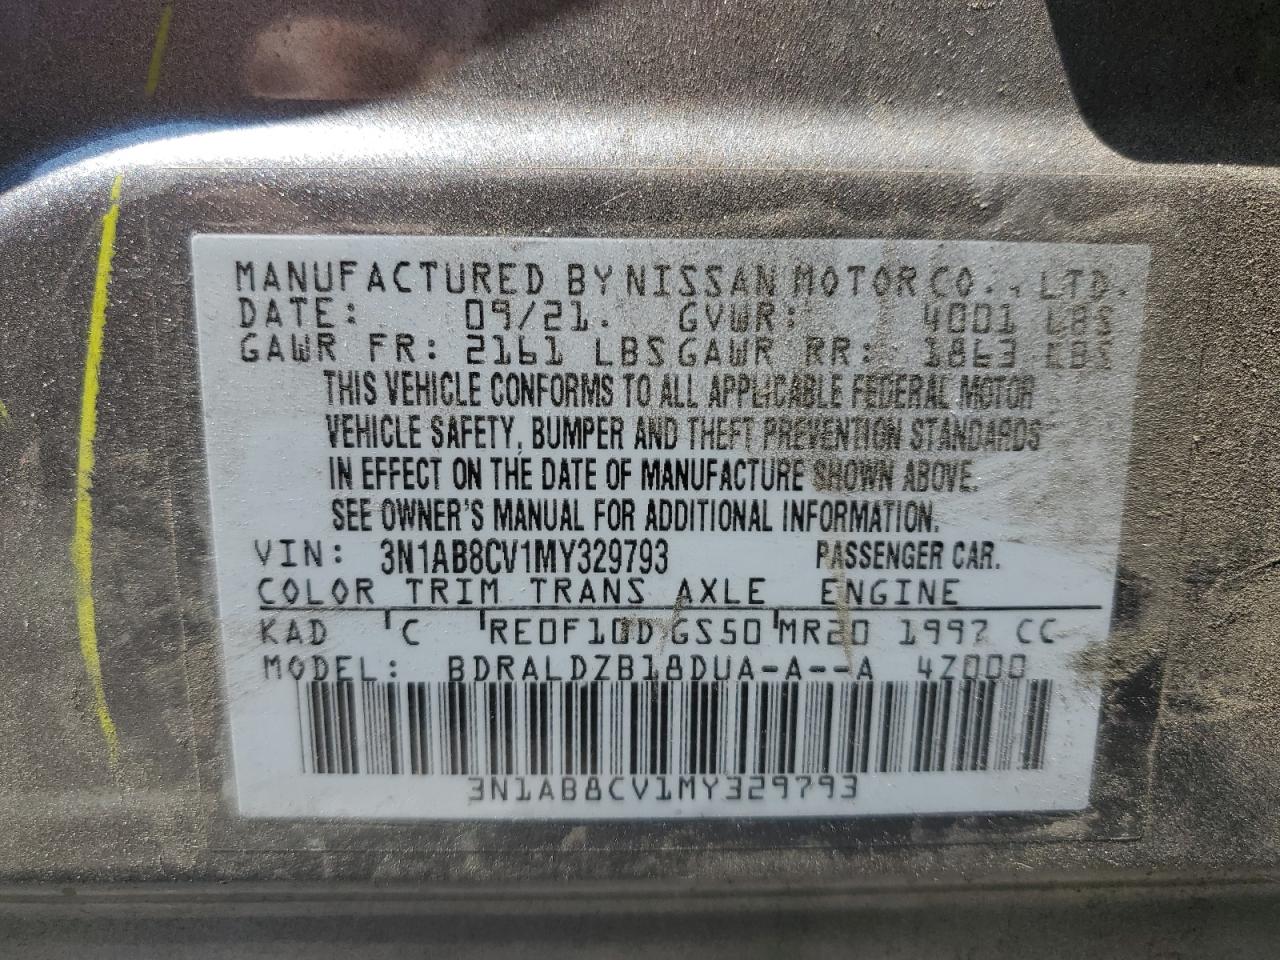 MANUFACTURED BY NISSAN MOTOR CO., LTD.
DATE: 09/21. GVWR: 4001 LBS
GAWR FR: 2161 LBS GAWR RR: 1863 LBS
THIS VEHICLE CONFORMS TO ALL APPLICABLE FEDERAL MOTOR
VEHICLE SAFETY, BUMPER AND THEFT PREVENTION STANDARDS
IN EFFECT ON THE DATE OF MANUFACTURE SHOWN ABOVE.
SEE OWNER'S MANUAL FOR ADDITIONAL INFORMATION.
VIN: 3N1AB8CV1MY329793 PASSENGER CAR.
COLOR TRIM TRANS AXLE ENGINE
KAD C RE0F10D GS50 MR20 1997 CC
MODEL: BDRALDZB18DUA-A--A 4Z000
3N1AB8CV1MY329793